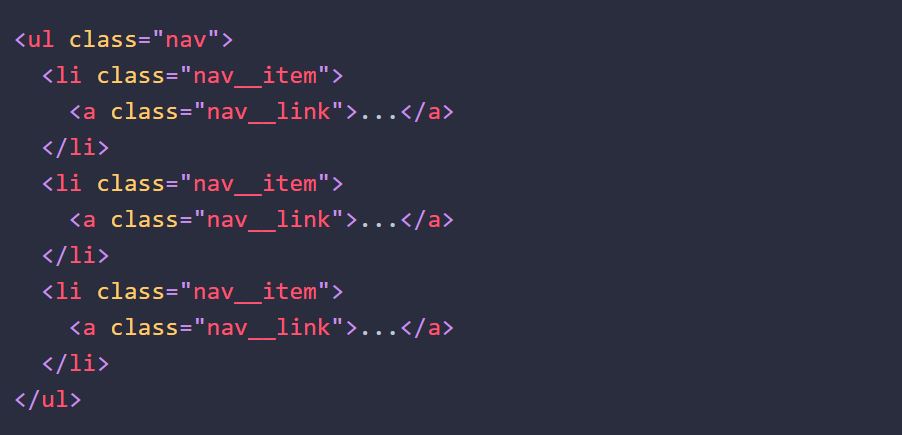 <ul class="nav">
  <li class="nav__item">
    <a class="nav__link">...</a>
  </li>
  <li class="nav__item">
    <a class="nav__link">...</a>
  </li>
  <li class="nav__item">
    <a class="nav__link">...</a>
  </li>
</ul>